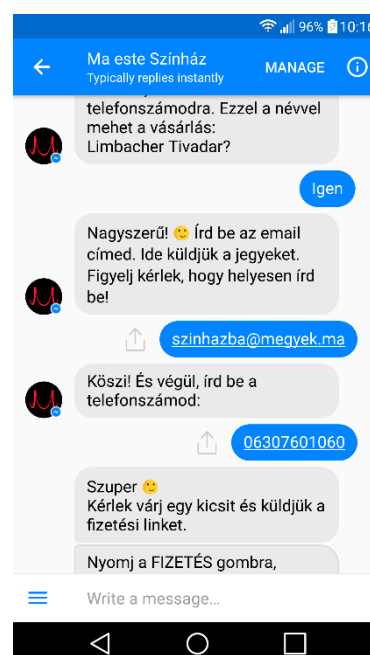 96% 10:16
Ma este Színház
Typically replies instantly
MANAGE
telefonszámodra. Ezzel a névvel
mehet a vásárlás:
Limbacher Tivadar?
Igen
Nagyszerű! 🙂 Írd be az email
címed. Ide küldjük a jegyeket.
Figyelj kérlek, hogy helyesen írd
be!
szinhazba@megyek.ma
Köszi! És végül, írd be a
telefonszámod:
06307601060
Szuper 🙂
Kérlek várj egy kicsit és küldjük a
fizetési linket.
Nyomj a FIZETÉS gombra,
Write a message...